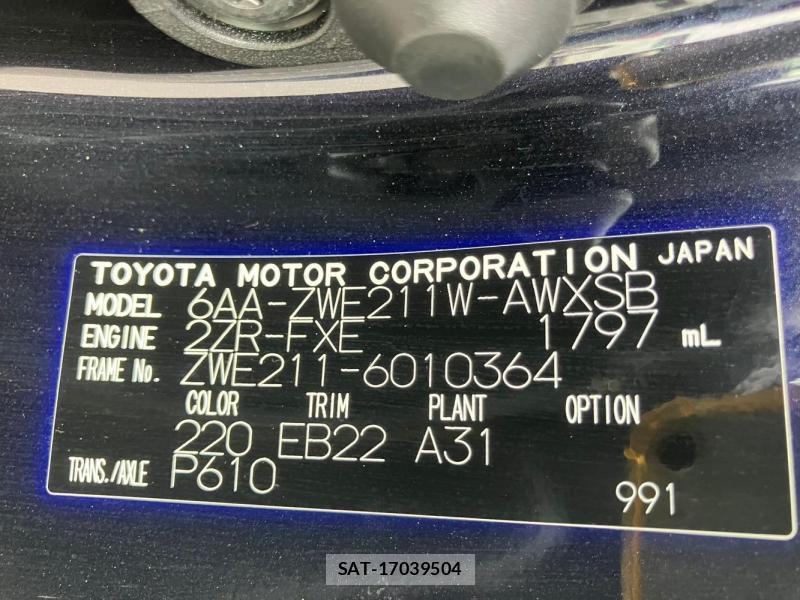 TOYOTA MOTOR CORPORATION JAPAN
MODEL 6AA-ZWE211W-AWXSB
ENGINE 2ZR-FXE 1797 mL
FRAME No. ZWE211-6010364
COLOR TRIM PLANT OPTION
220 EB22 A31
TRANS./AXLE P610
991
SAT-17039504